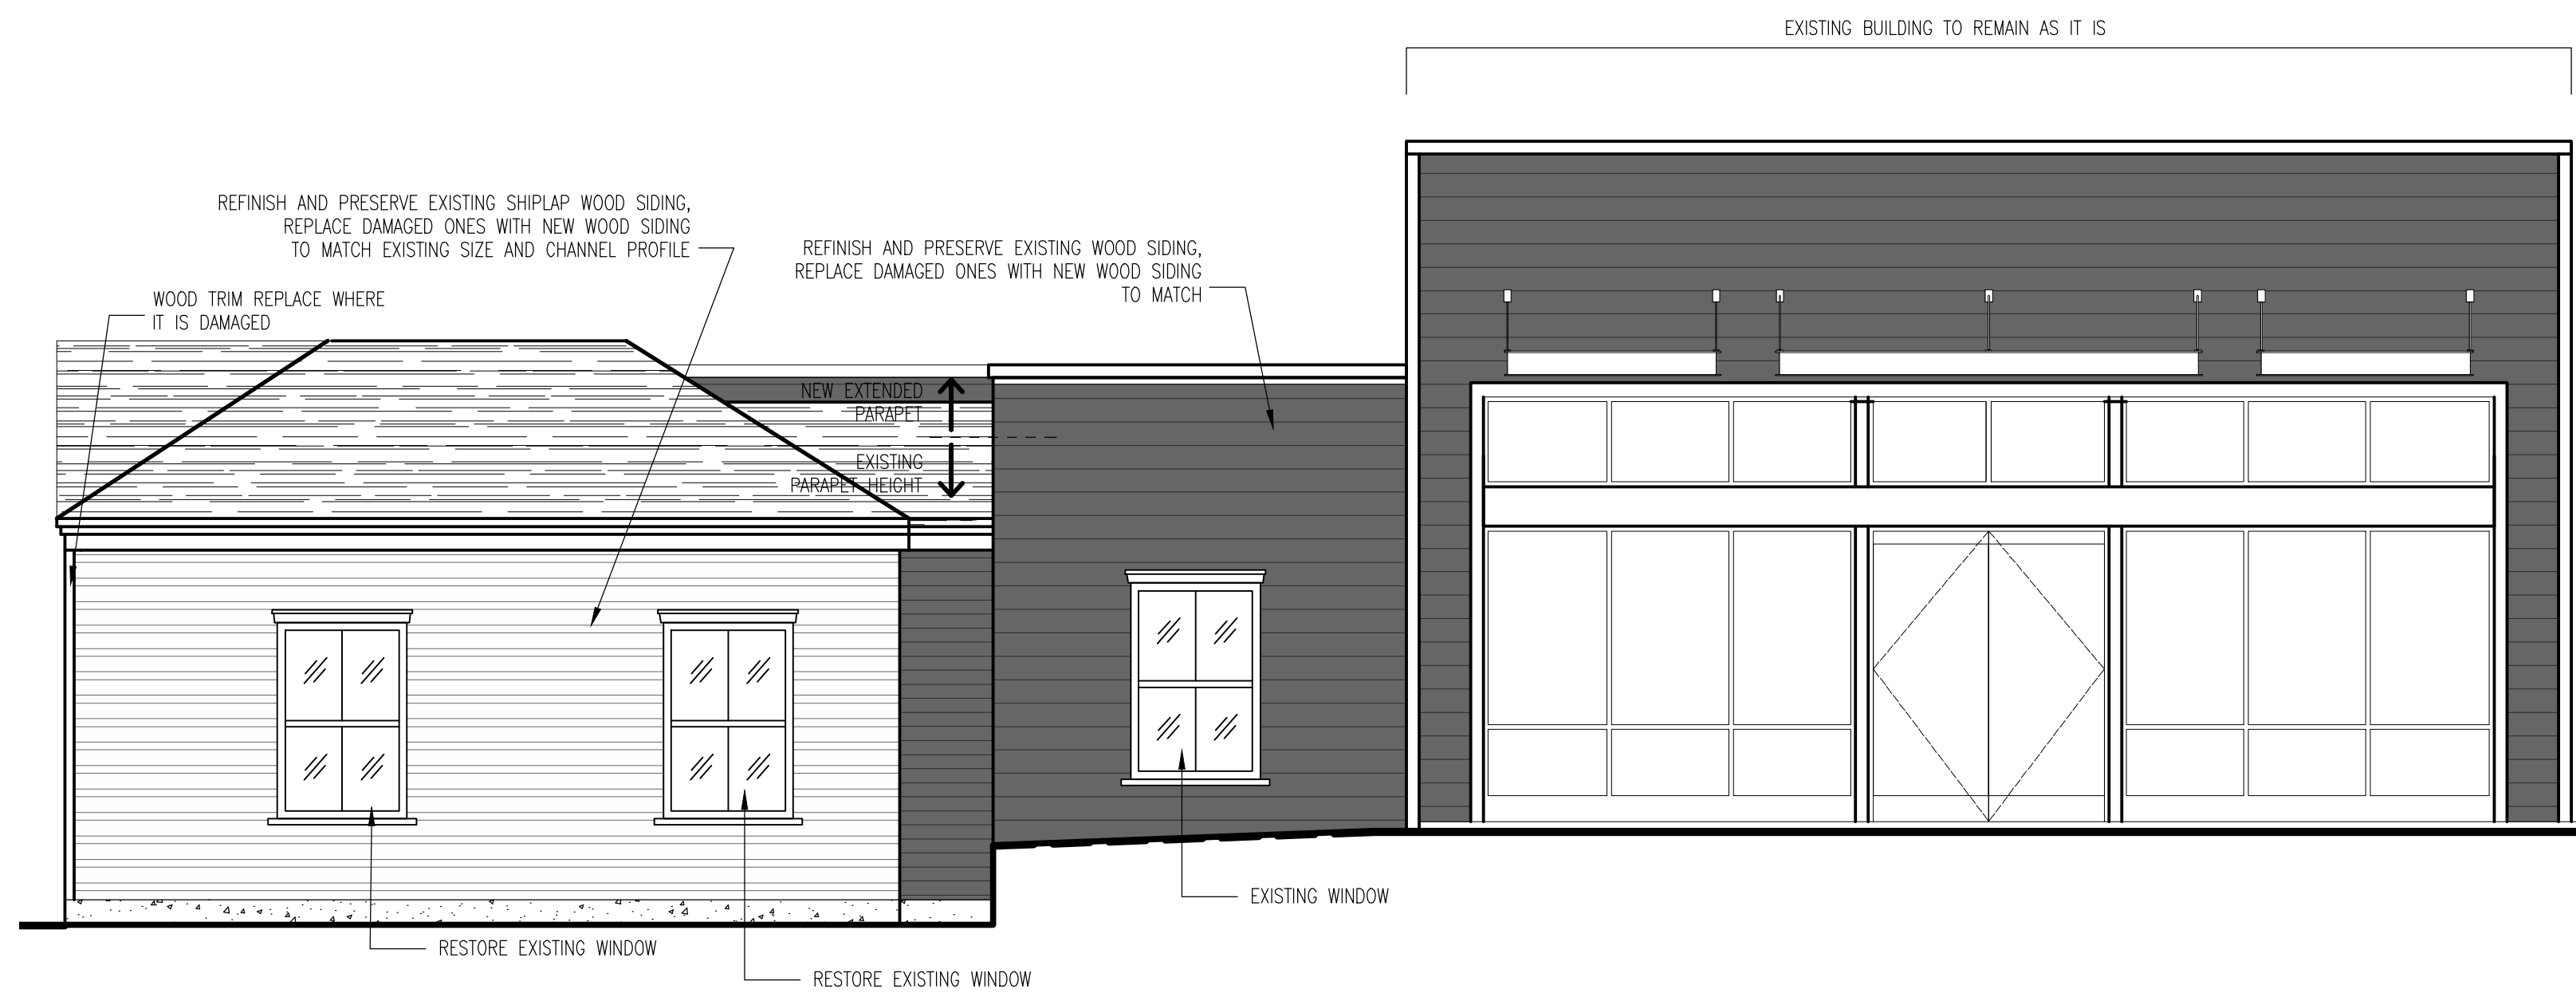 EXISTING BUILDING TO REMAIN AS IT IS
REFINISH AND PRESERVE EXISTING SHIPLAP WOOD SIDING,
REPLACE DAMAGED ONES WITH NEW WOOD SIDING
TO MATCH EXISTING SIZE AND CHANNEL PROFILE
REFINISH AND PRESERVE EXISTING WOOD SIDING,
REPLACE DAMAGED ONES WITH NEW WOOD SIDING
TO MATCH
WOOD TRIM REPLACE WHERE
IT IS DAMAGED
NEW EXTENDED
PARAPET
EXISTING
PARAPET HEIGHT
EXISTING WINDOW
RESTORE EXISTING WINDOW
RESTORE EXISTING WINDOW